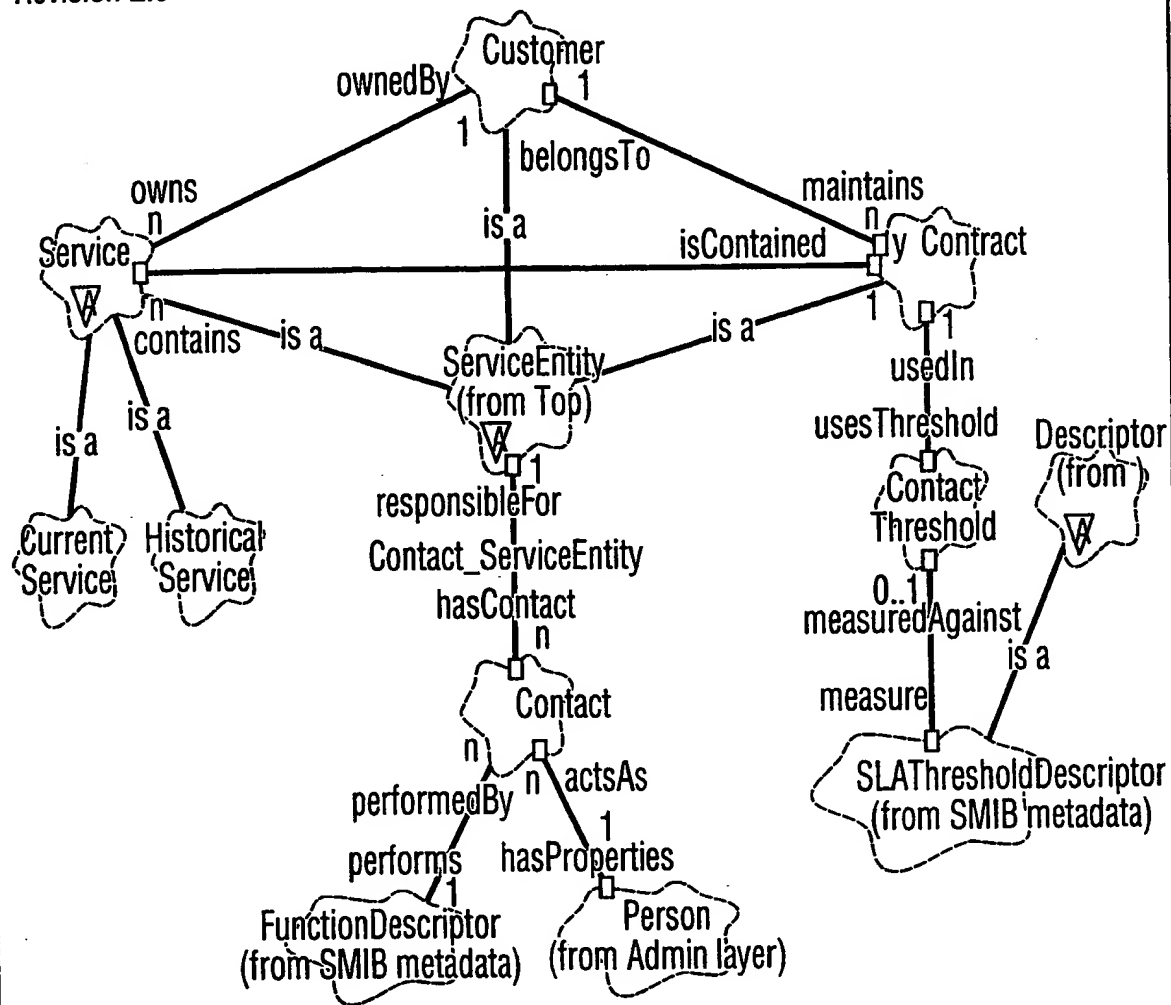 Customer
ownedBy
1
1
belongsTo
owns
n
maintains
n
is a
Service
isContained
y Contract
A
n
contains
is a
is a
1
1
ServiceEntity
(from Top)
A
usedIn
is a
is a
usesThreshold
Descriptor
(from )
A
1
responsibleFor
Contact
Threshold
Current
Service
Historical
Service
Contact_ServiceEntity
hasContact
n
0..1
measuredAgainst
is a
Contact
measure
n
n
actsAs
performedBy
SLAThresholdDescriptor
(from SMIB metadata)
1
performs
hasProperties
1
FunctionDescriptor
(from SMIB metadata)
Person
(from Admin layer)